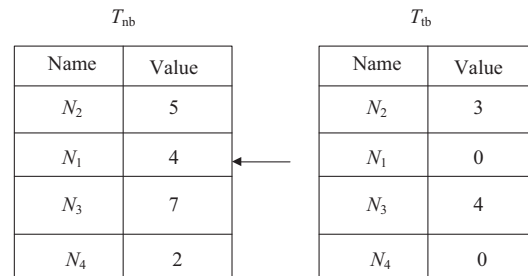 T_nb
Name Value
N_2 5
N_1 4
N_3 7
N_4 2
T_tb
Name Value
N_2 3
N_1 0
N_3 4
N_4 0